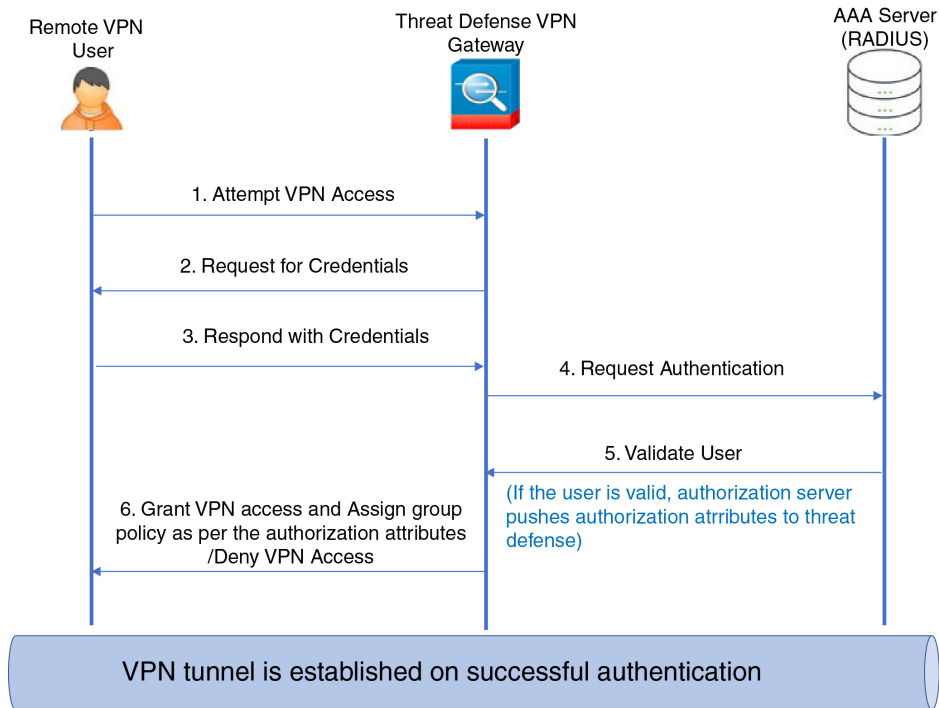 Remote VPN
User
Threat Defense VPN
Gateway
AAA Server
(RADIUS)
1. Attempt VPN Access
2. Request for Credentials
3. Respond with Credentials
4. Request Authentication
5. Validate User
(If the user is valid, authorization server
pushes authorization atrributes to threat
defense)
6. Grant VPN access and Assign group
policy as per the authorization attributes
/Deny VPN Access
VPN tunnel is established on successful authentication